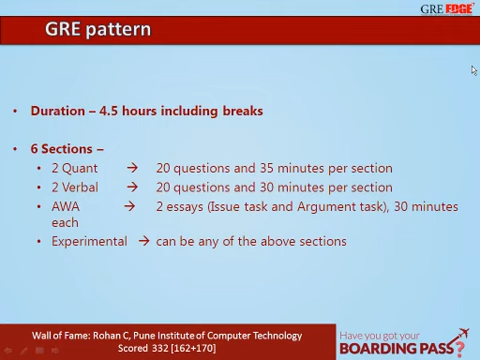 GRE EDGE
GRE pattern
• Duration – 4.5 hours including breaks
• 6 Sections –
• 2 Quant → 20 questions and 35 minutes per section
• 2 Verbal → 20 questions and 30 minutes per section
• AWA → 2 essays (Issue task and Argument task), 30 minutes
each
• Experimental → can be any of the above sections
Wall of Fame: Rohan C, Pune Institute of Computer Technology
Scored 332 [162+170]
Have you got your
BOARDING PASS?